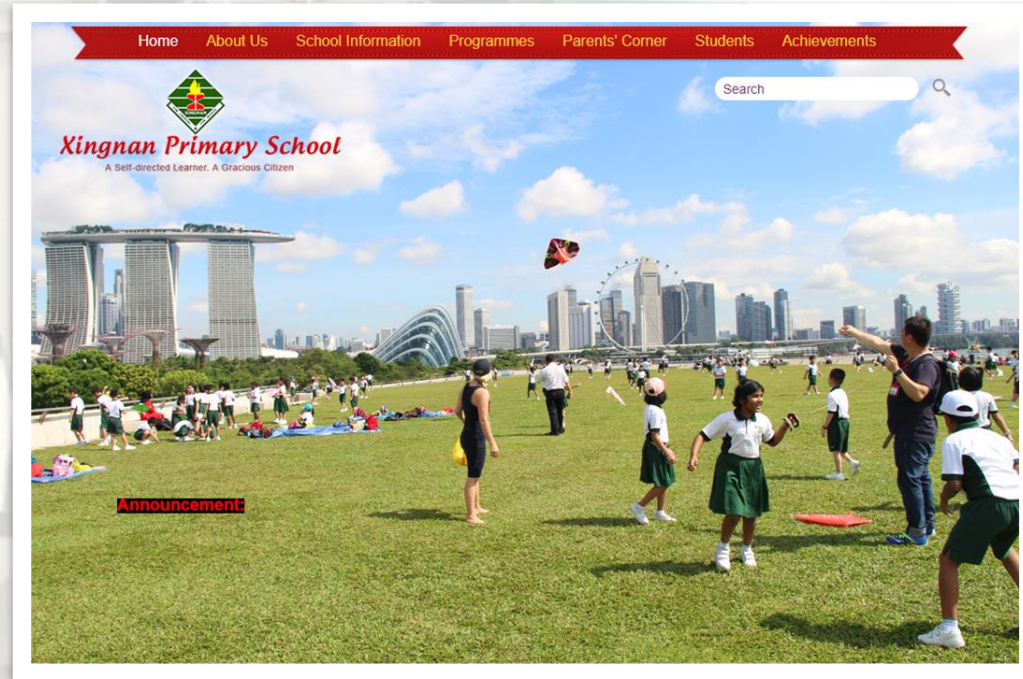 Home About Us School Information Programmes Parents' Corner Students Achievements
Search
XINGNAN
Xingnan Primary School
A Self-directed Learner, A Gracious Citizen
Announcement: